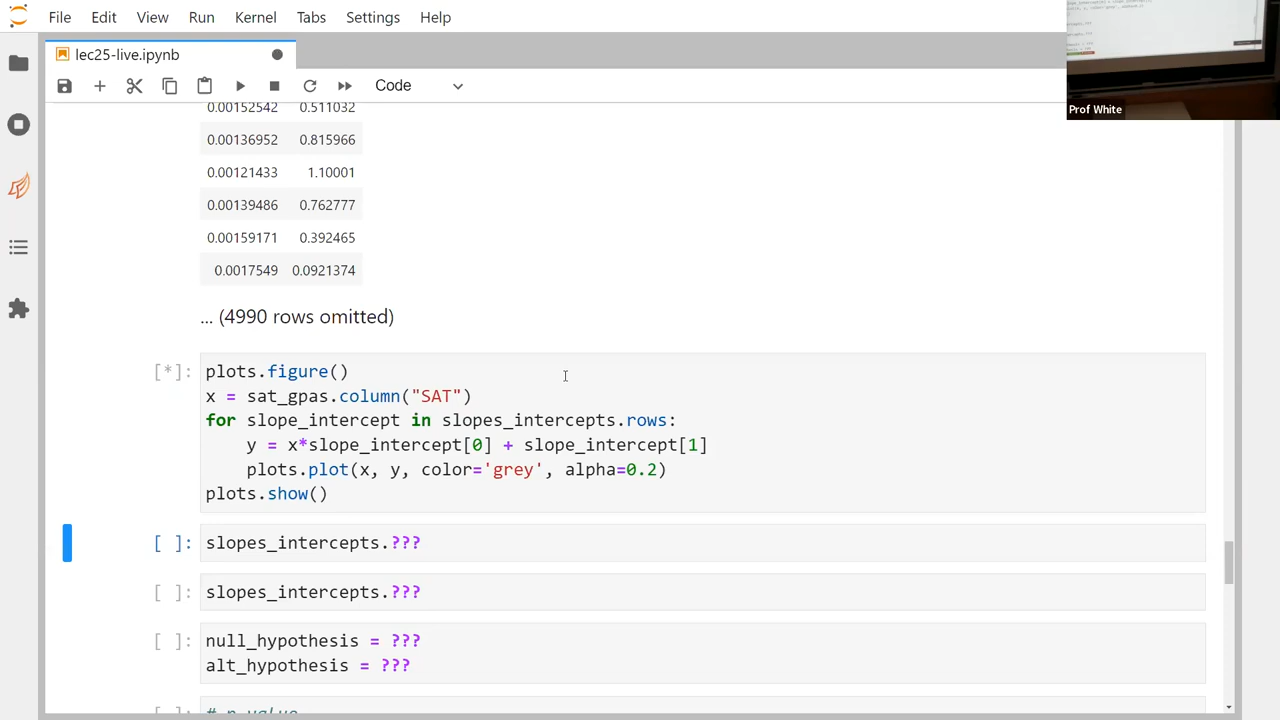 File Edit View Run Kernel Tabs Settings Help
lec25-live.ipynb
Code
Prof White
0.00152542 0.511032
0.00136952 0.815966
0.00121433 1.10001
0.00139486 0.762777
0.00159171 0.392465
0.0017549 0.0921374
... (4990 rows omitted)
[*]: plots.figure()
x = sat_gpas.column("SAT")
for slope_intercept in slopes_intercepts.rows:
y = x*slope_intercept[0] + slope_intercept[1]
plots.plot(x, y, color='grey', alpha=0.2)
plots.show()
[ ]: slopes_intercepts.???
[ ]: slopes_intercepts.???
[ ]: null_hypothesis = ???
alt_hypothesis = ???
[ ]: # p value